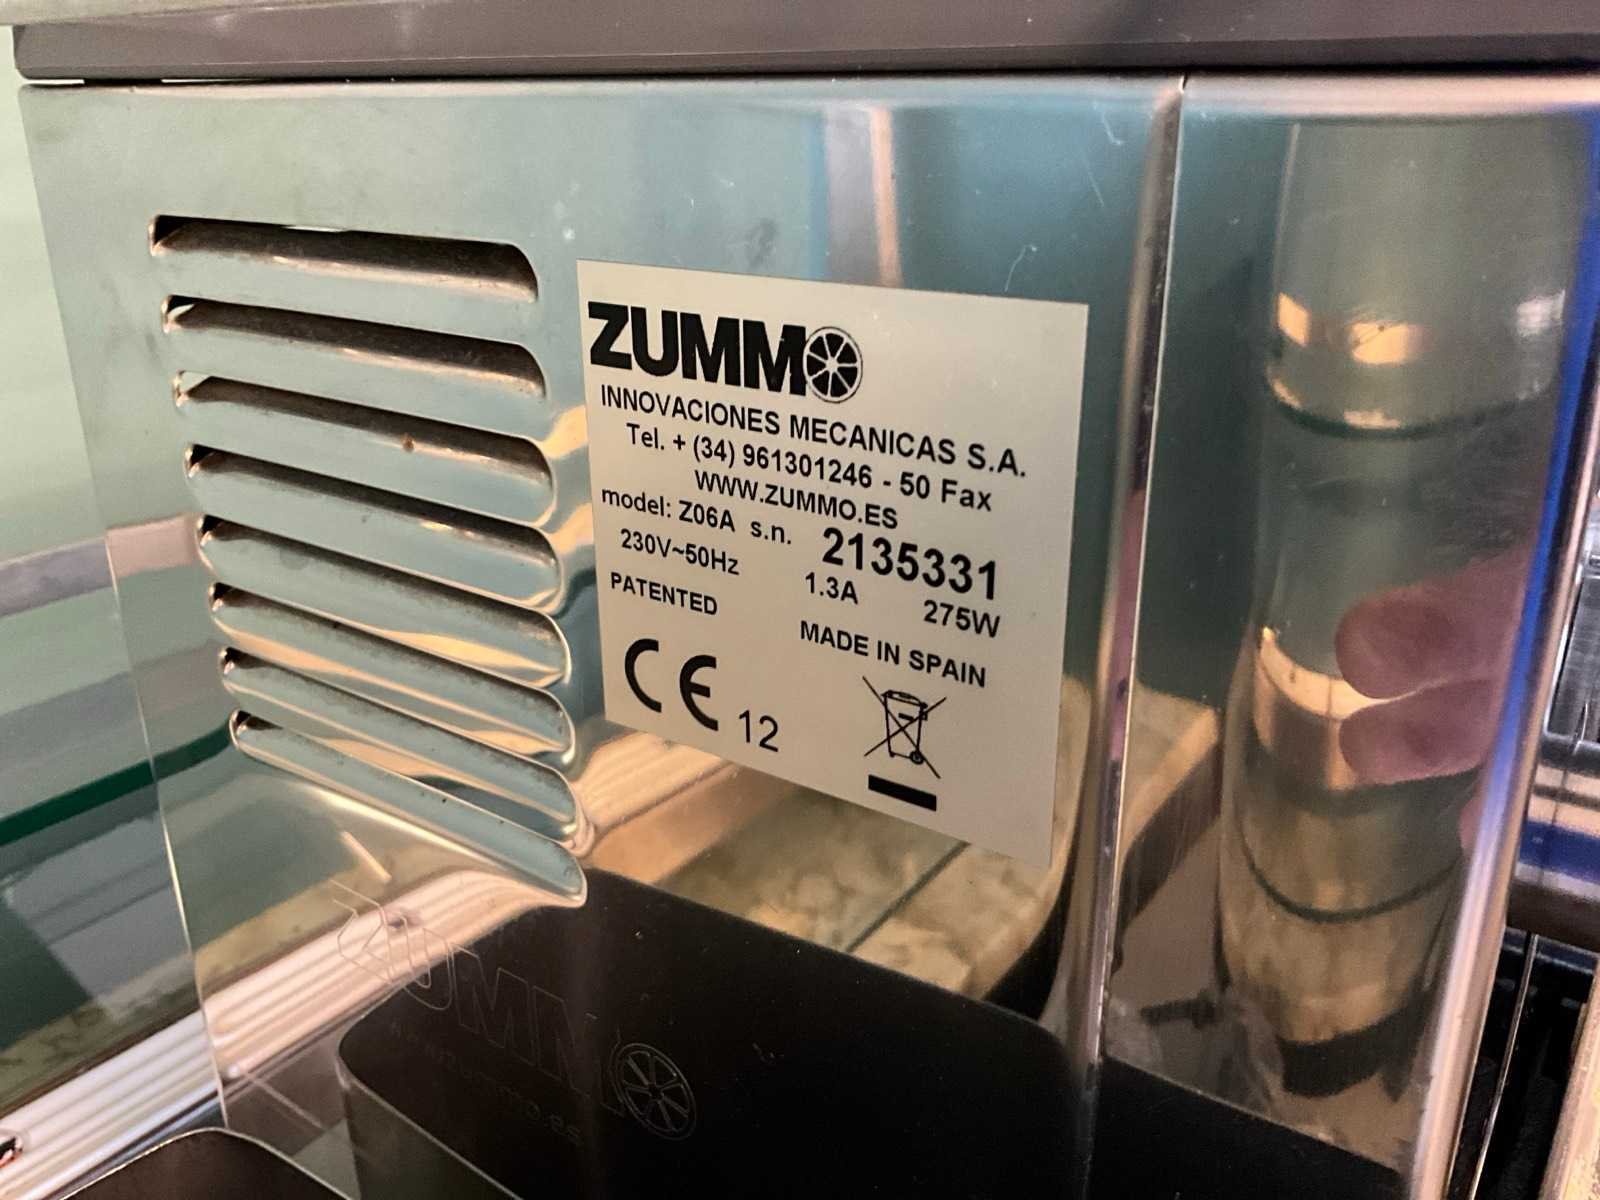 ZUMMO
INNOVACIONES MECANICAS S.A.
Tel. + (34) 961301246 - 50 Fax
WWW.ZUMMO.ES
model: Z06A s.n. 2135331
230V~50Hz 1.3A 275W
PATENTED MADE IN SPAIN
CE 12
ZUMMO